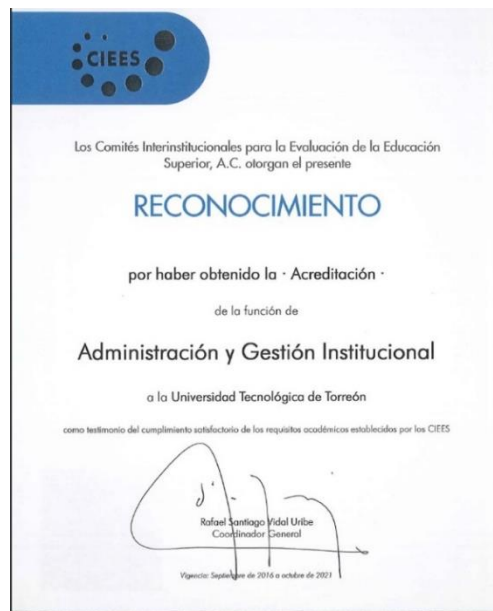 CIEES
Los Comités Interinstitucionales para la Evaluación de la Educación
Superior, A.C. otorgan el presente
RECONOCIMIENTO
por haber obtenido la · Acreditación ·
de la función de
Administración y Gestión Institucional
a la Universidad Tecnológica de Torreón
como testimonio del cumplimiento satisfactorio de los requisitos académicos establecidos por los CIEES
Rafael Santiago Vidal Uribe
Coordinador General
Vigencia: Septiembre de 2016 a octubre de 2021